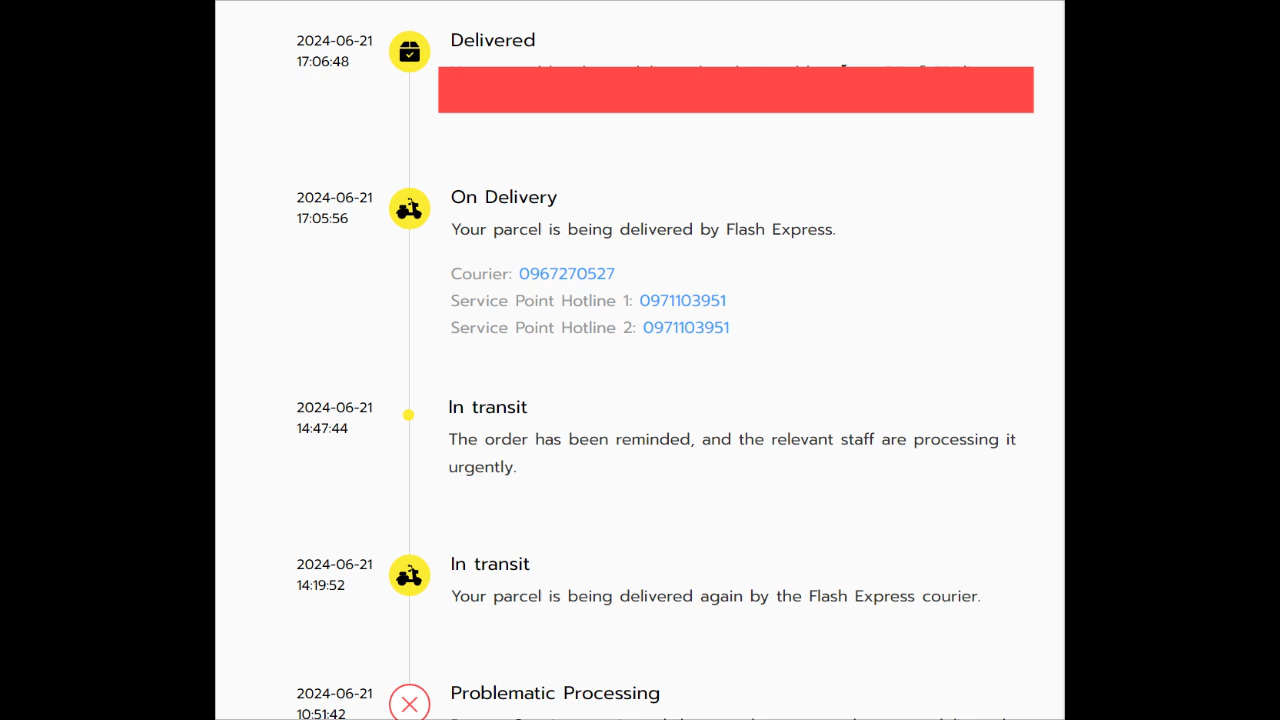 2024-06-21
17:06:48
Delivered
2024-06-21
17:05:56
On Delivery
Your parcel is being delivered by Flash Express.
Courier: 0967270527
Service Point Hotline 1: 0971103951
Service Point Hotline 2: 0971103951
2024-06-21
14:47:44
In transit
The order has been reminded, and the relevant staff are processing it
urgently.
2024-06-21
14:19:52
In transit
Your parcel is being delivered again by the Flash Express courier.
2024-06-21
10:51:42
Problematic Processing